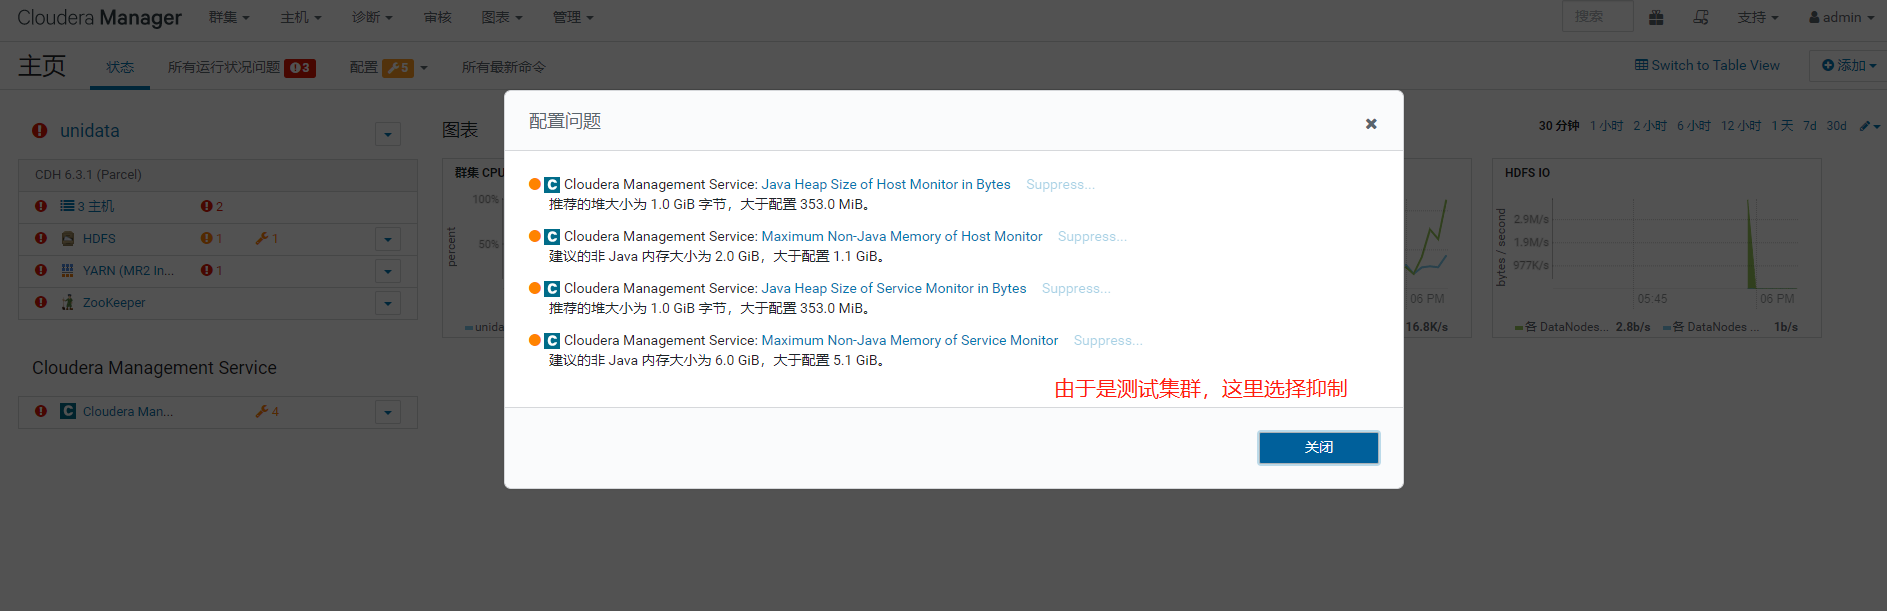 Cloudera Manager 群集 主机 诊断 审核 图表 管理 搜索 支持 admin
主页 状态 所有运行状况问题 3 配置 5 所有最新命令 Switch to Table View 添加
unidata
图表
30 分钟 1 小时 2 小时 6 小时 12 小时 1 天 7d 30d
CDH 6.3.1 (Parcel)
3 主机 2
HDFS 1 1
YARN (MR2 In... 1
ZooKeeper
Cloudera Management Service
Cloudera Man... 4
群集 CPU
percent
100%
50%
unida
配置问题
Cloudera Management Service: Java Heap Size of Host Monitor in Bytes Suppress...
推荐的堆大小为 1.0 GiB 字节，大于配置 353.0 MiB。
Cloudera Management Service: Maximum Non-Java Memory of Host Monitor Suppress...
建议的非 Java 内存大小为 2.0 GiB，大于配置 1.1 GiB。
Cloudera Management Service: Java Heap Size of Service Monitor in Bytes Suppress...
推荐的堆大小为 1.0 GiB 字节，大于配置 353.0 MiB。
Cloudera Management Service: Maximum Non-Java Memory of Service Monitor Suppress...
建议的非 Java 内存大小为 6.0 GiB，大于配置 5.1 GiB。
由于是测试集群，这里选择抑制
关闭
06 PM
16.8K/s
HDFS IO
bytes / second
2.9M/s
1.9M/s
977K/s
05:45 06 PM
各 DataNodes... 2.8b/s 各 DataNodes ... 1b/s